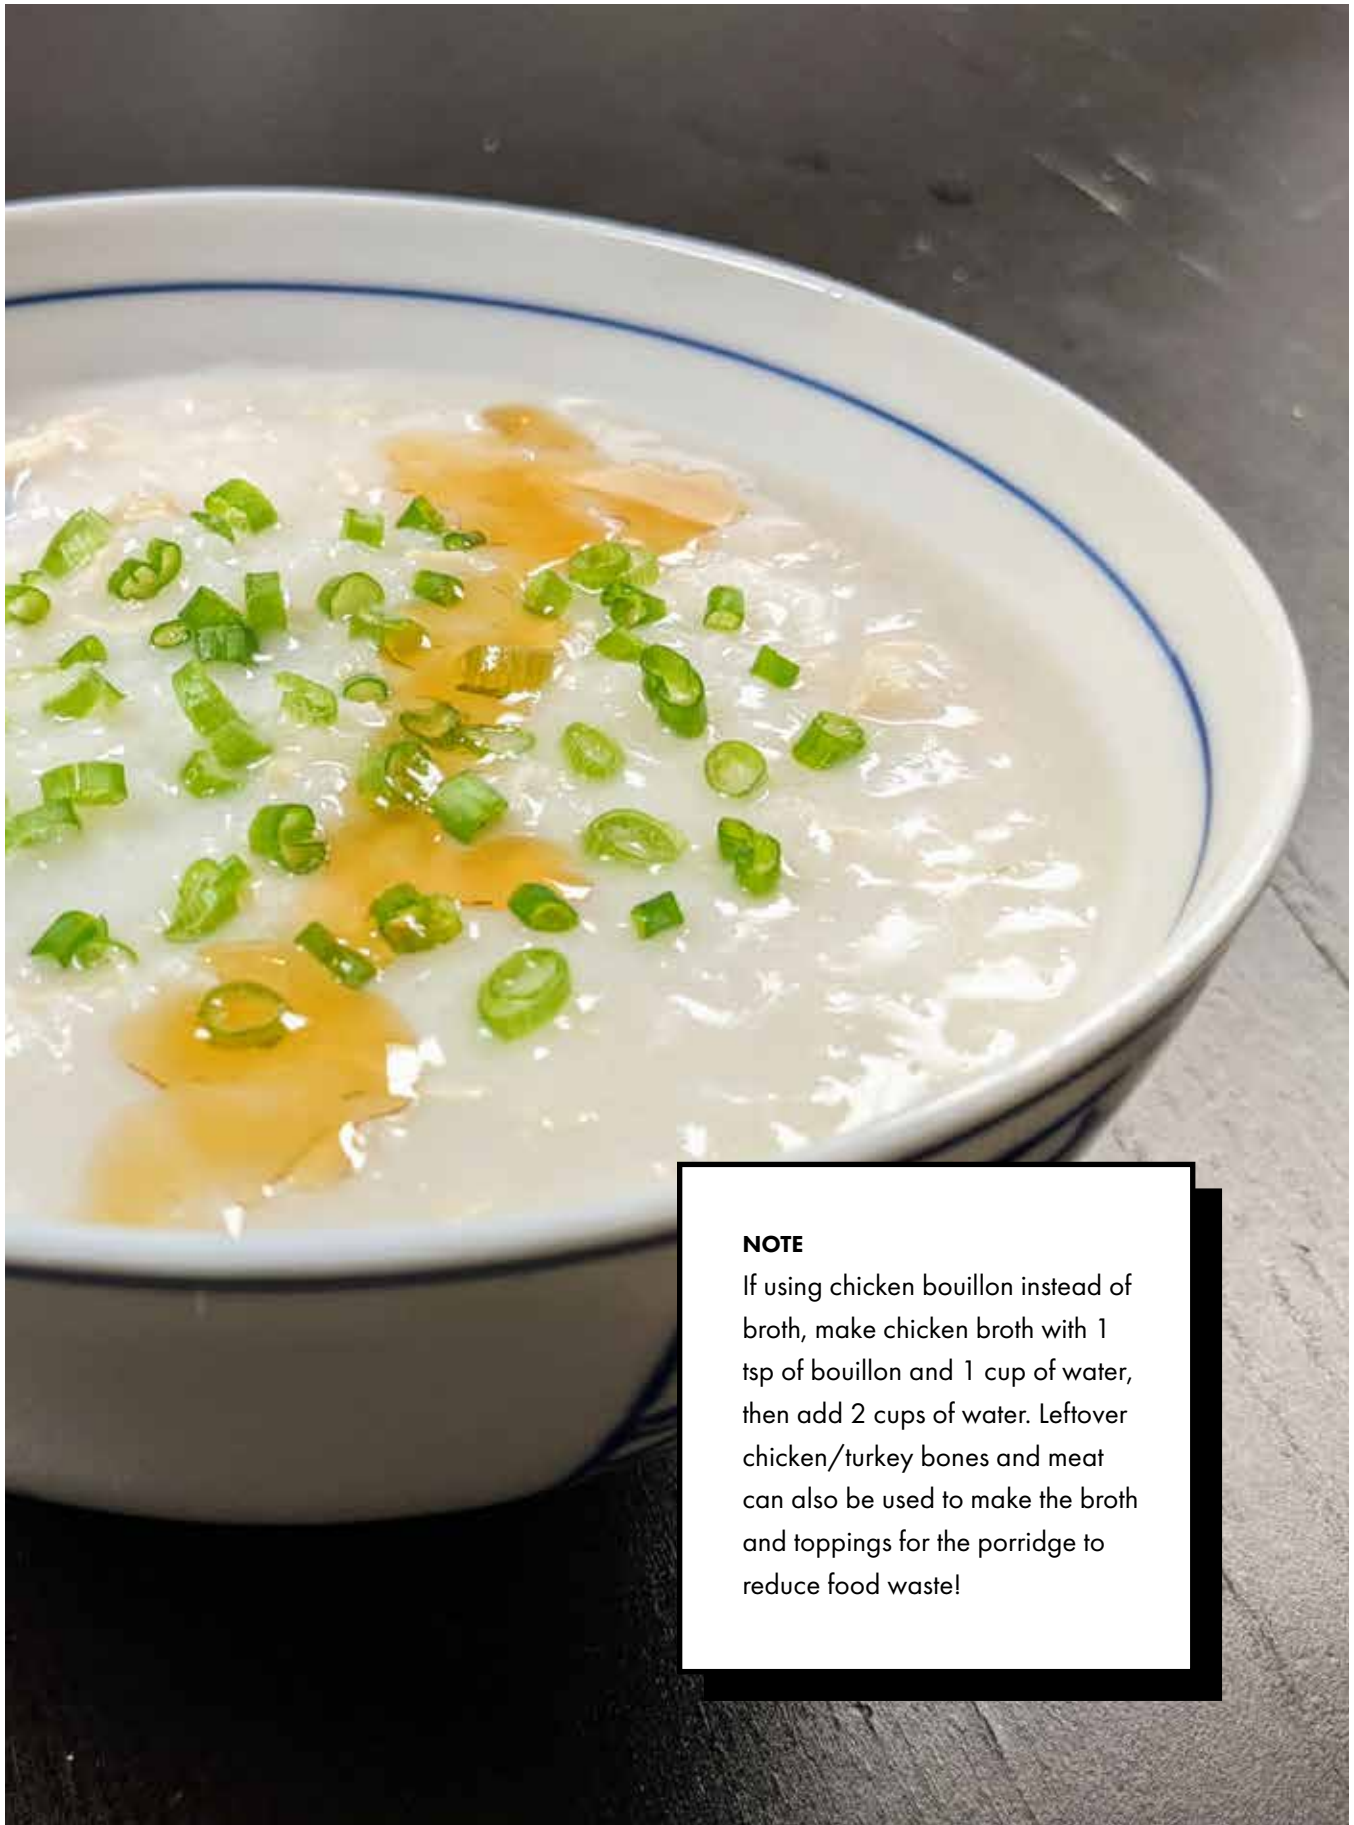 NOTE
If using chicken bouillon instead of
broth, make chicken broth with 1
tsp of bouillon and 1 cup of water,
then add 2 cups of water. Leftover
chicken/turkey bones and meat
can also be used to make the broth
and toppings for the porridge to
reduce food waste!